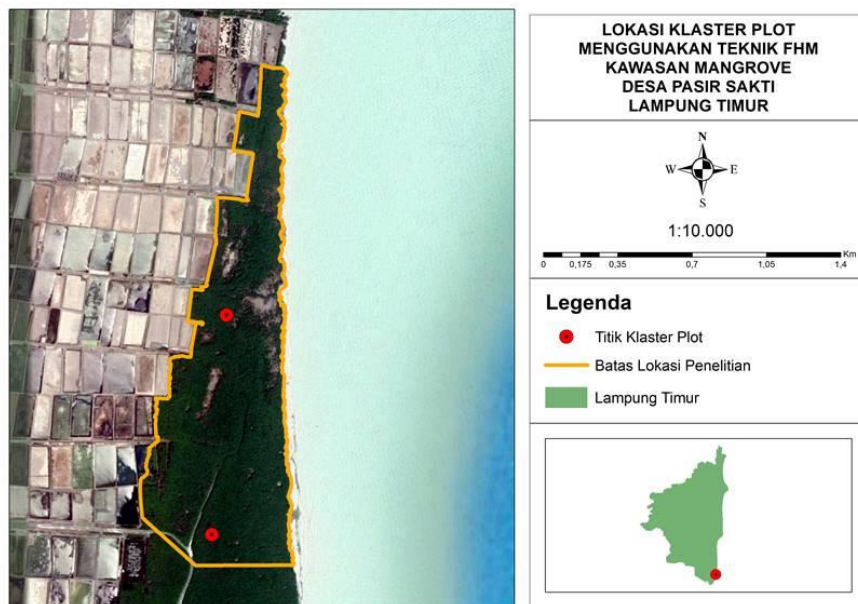 LOKASI KLASTER PLOT
MENGGUNAKAN TEKNIK FHM
KAWASAN MANGROVE
DESA PASIR SAKTI
LAMPUNG TIMUR
N
W E
S
1:10.000
Km
0 0,175 0,35 0,7 1,05 1,4
Legenda
Titik Klaster Plot
Batas Lokasi Penelitian
Lampung Timur